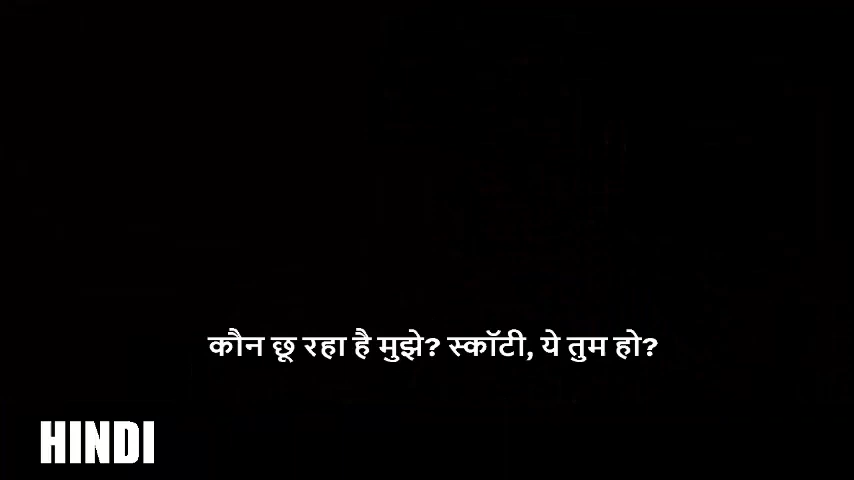 कौन छू रहा है मुझे? स्कॉटी, ये तुम हो?
HINDI